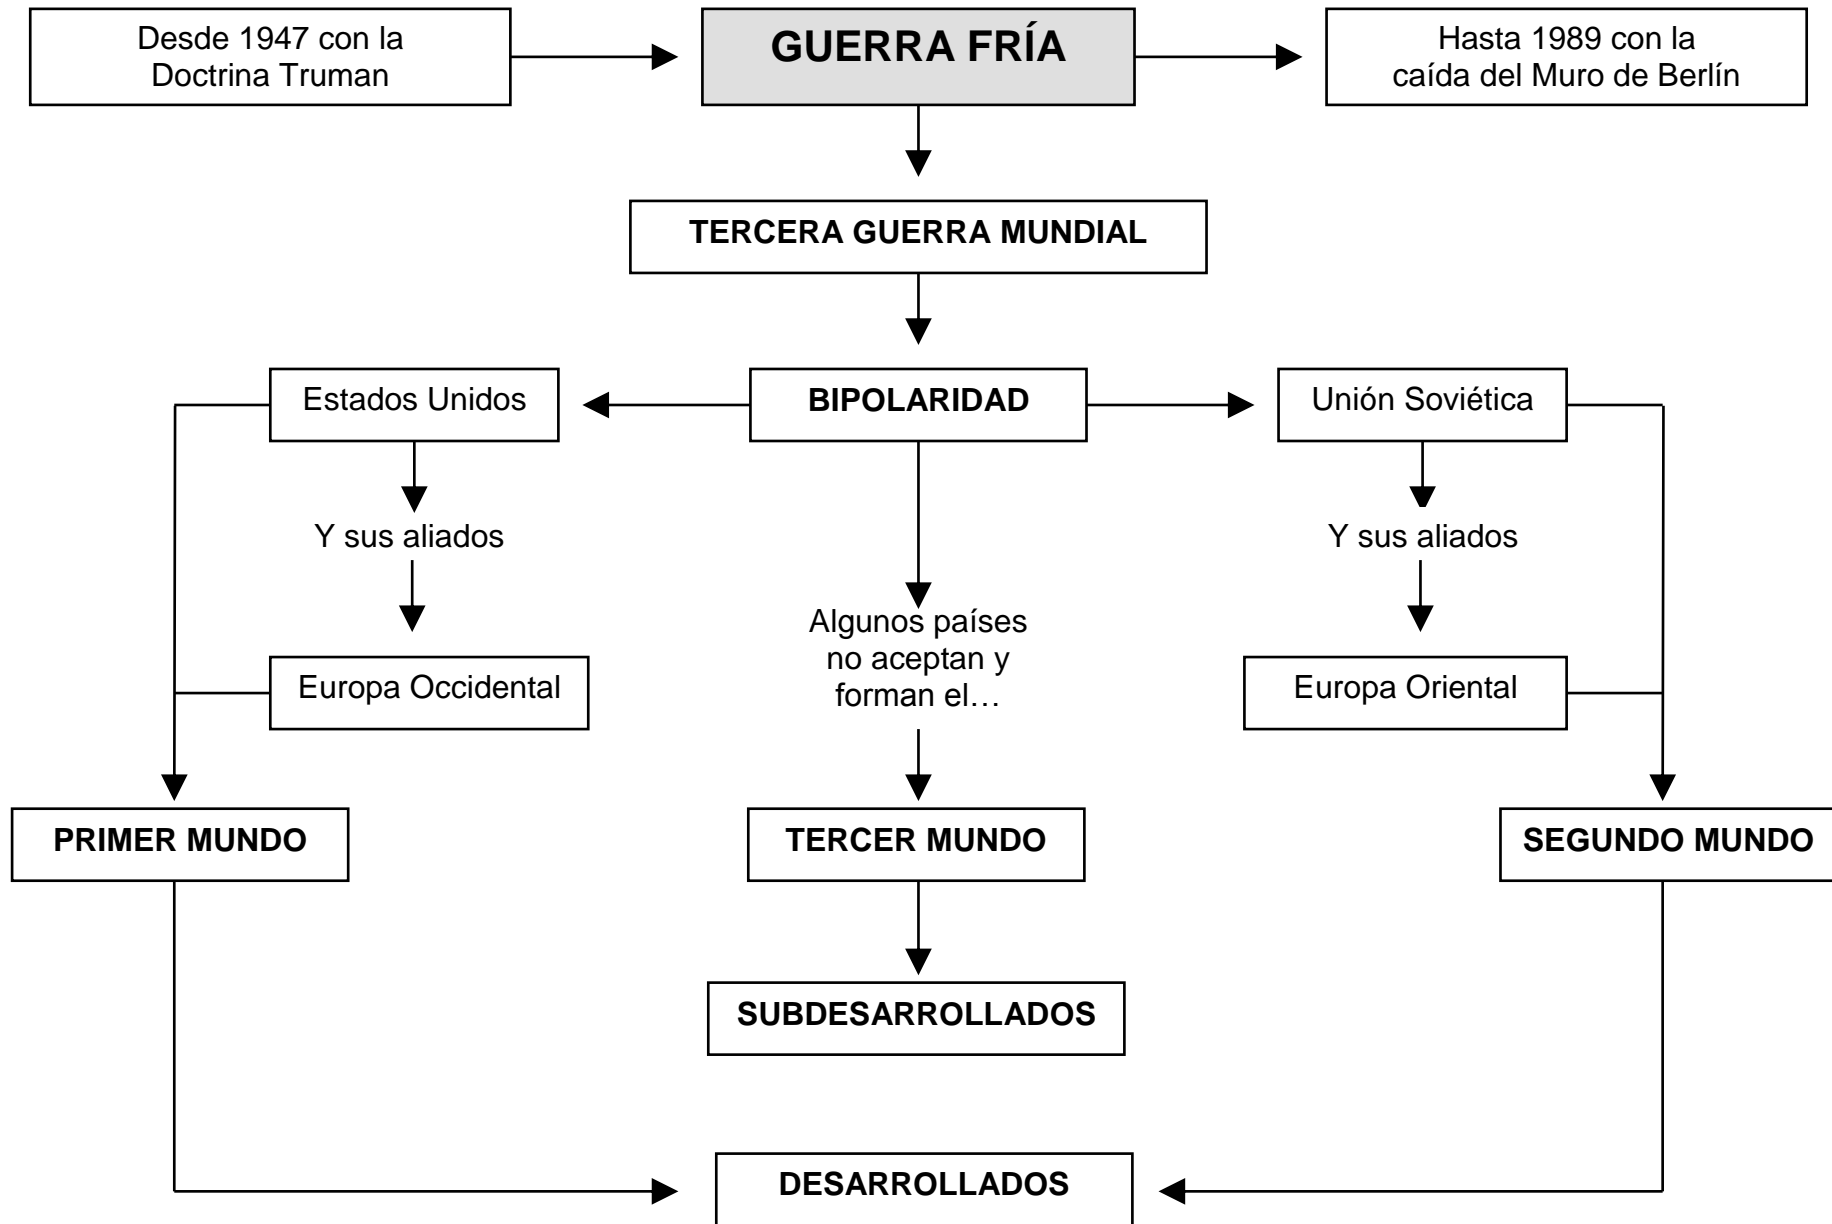 Desde 1947 con la
Doctrina Truman
GUERRA FRÍA
Hasta 1989 con la
caída del Muro de Berlín
TERCERA GUERRA MUNDIAL
Estados Unidos
BIPOLARIDAD
Unión Soviética
Y sus aliados
Y sus aliados
Algunos países
no aceptan y
forman el…
Europa Occidental
Europa Oriental
PRIMER MUNDO
TERCER MUNDO
SEGUNDO MUNDO
SUBDESARROLLADOS
DESARROLLADOS